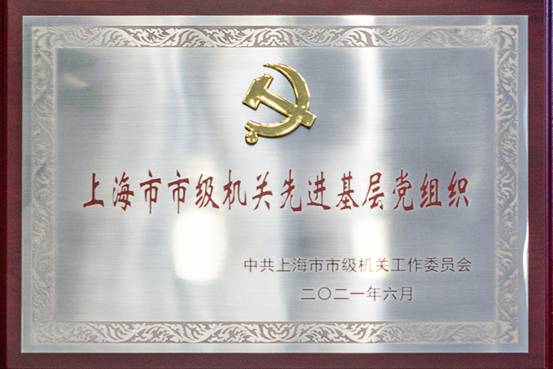 上海市市级机关先进基层党组织
中共上海市市级机关工作委员会
二〇二一年六月